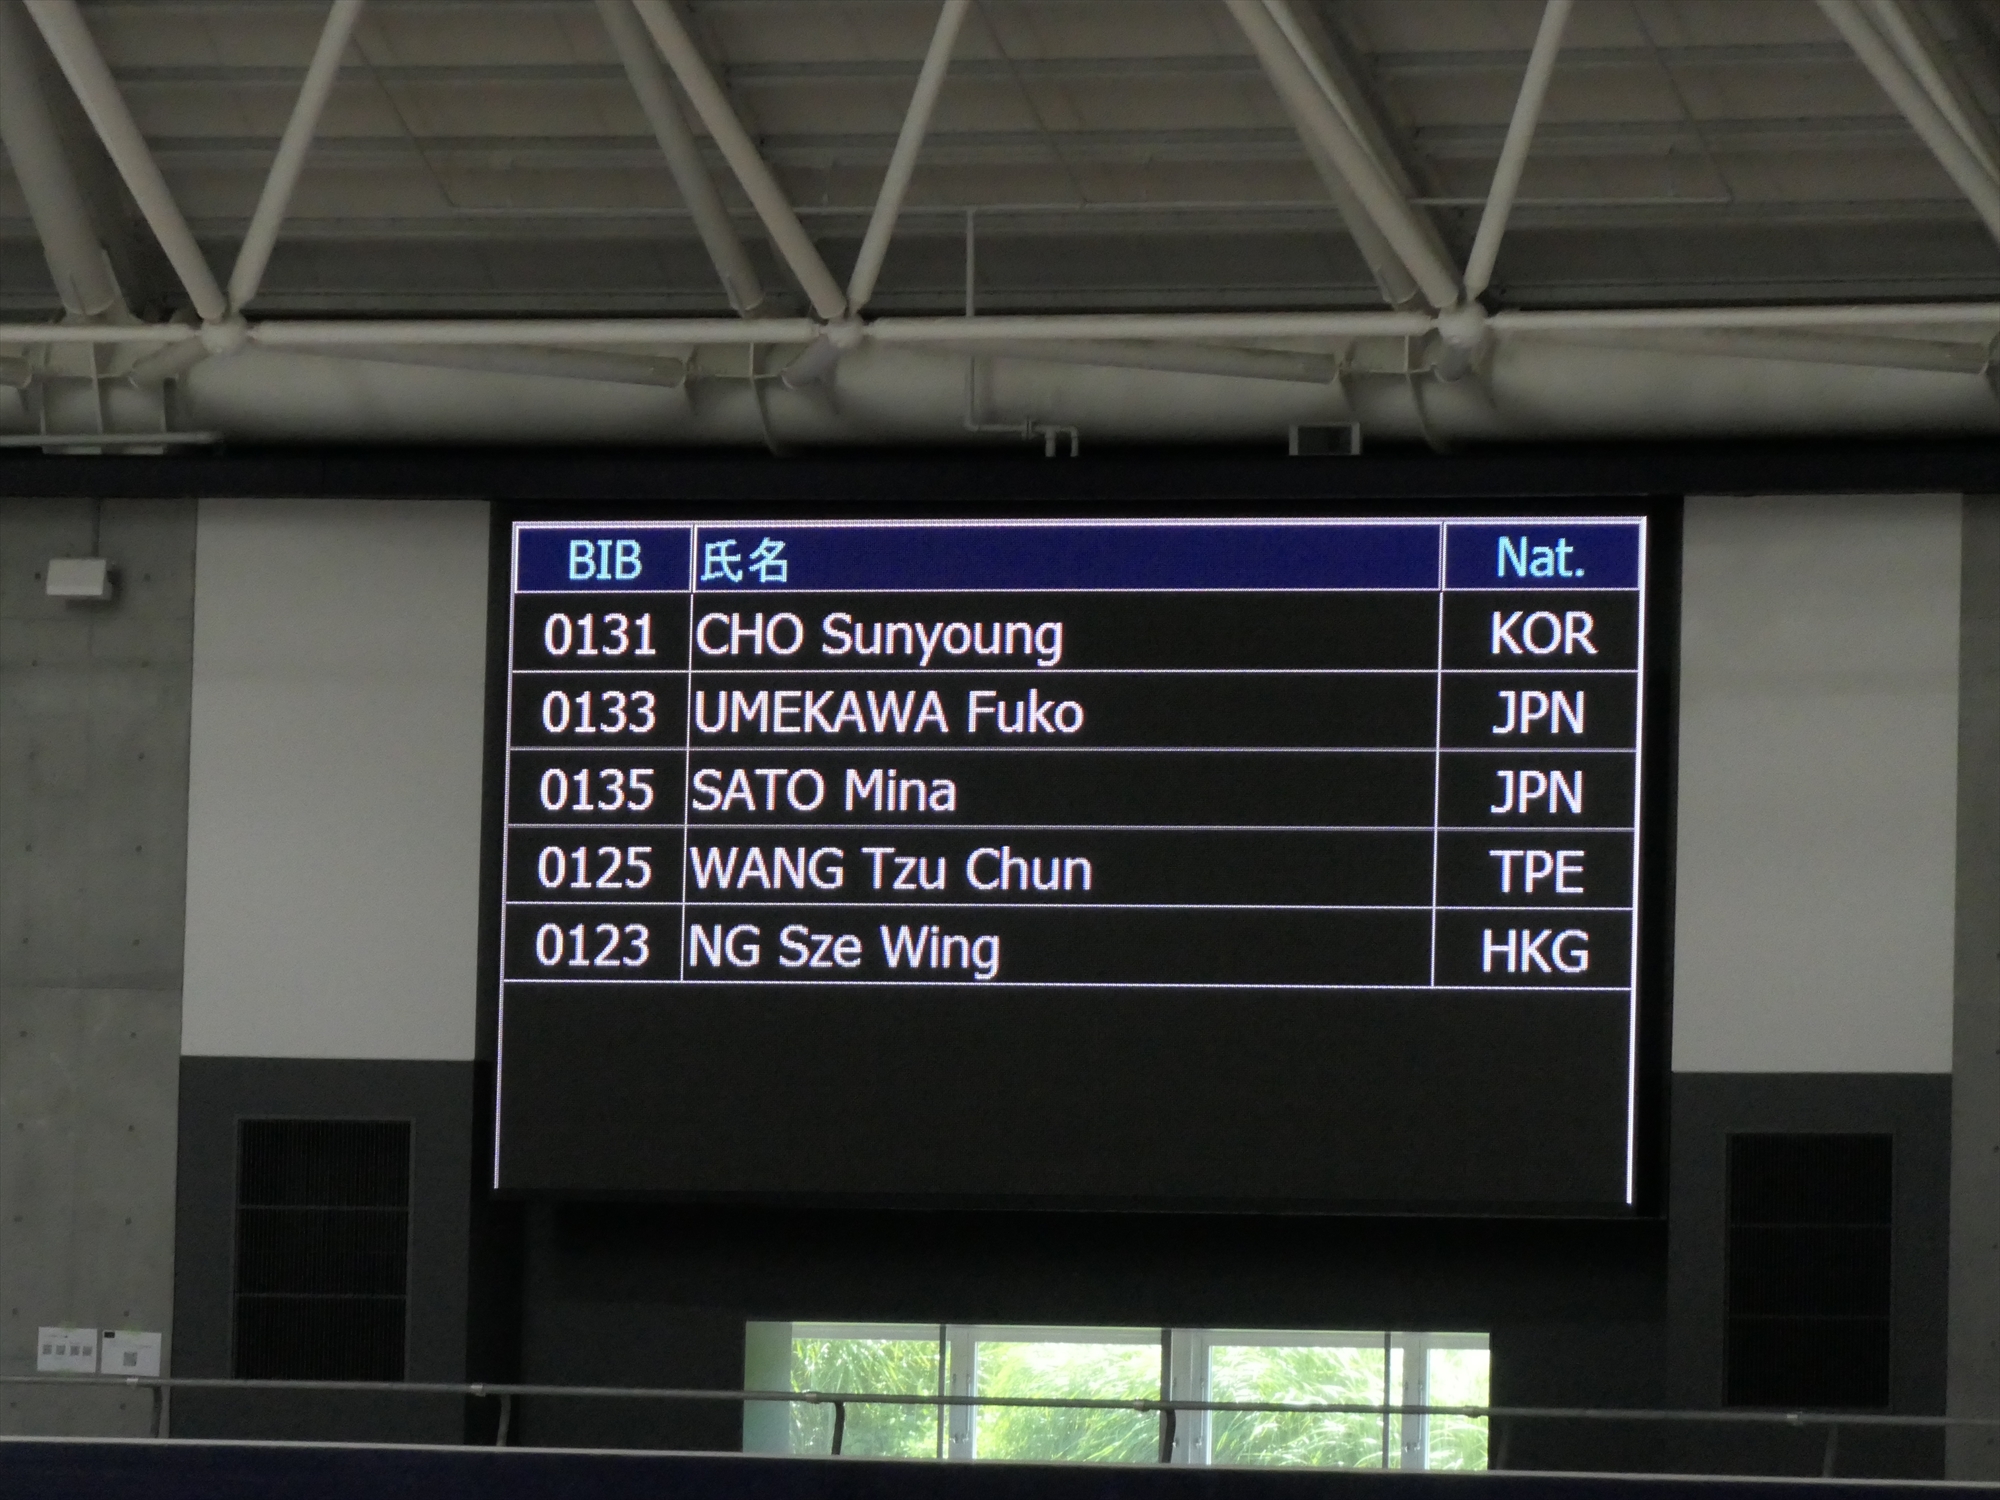 BIB 氏名 Nat.
0131 CHO Sunyoung KOR
0133 UMEKAWA Fuko JPN
0135 SATO Mina JPN
0125 WANG Tzu Chun TPE
0123 NG Sze Wing HKG